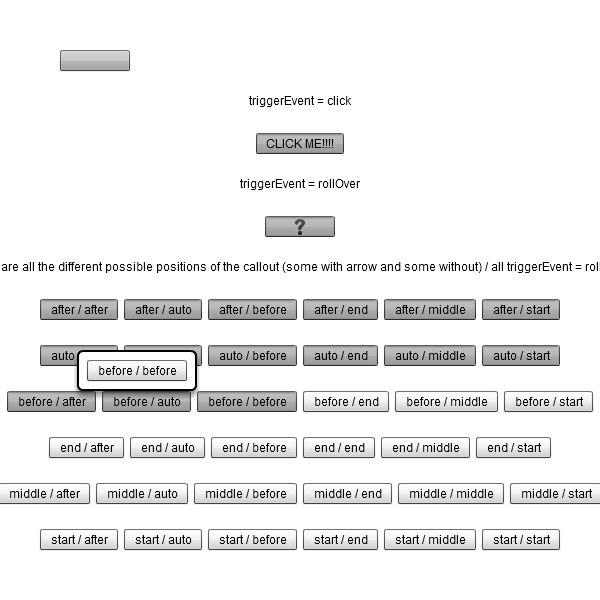 triggerEvent = click
CLICK ME!!!!
triggerEvent = rollOver
?
are all the different possible positions of the callout (some with arrow and some without) / all triggerEvent =
after / after after / auto after / before after / end after / middle after / start
auto auto / before auto / end auto / middle auto / start
before / before
before / after before / auto before / before before / end before / middle before / start
end / after end / auto end / before end / end end / middle end / start
middle / after middle / auto middle / before middle / end middle / middle middle / start
start / after start / auto start / before start / end start / middle start / start